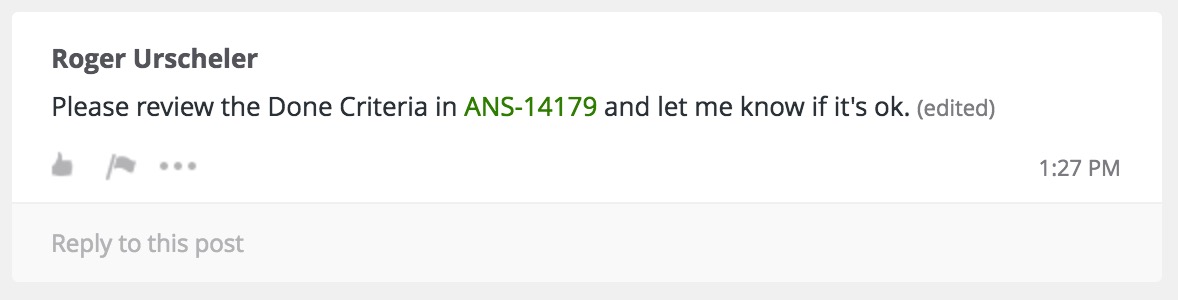 Roger Urscheler
Please review the Done Criteria in ANS-14179 and let me know if it's ok. (edited)
1:27 PM
Reply to this post